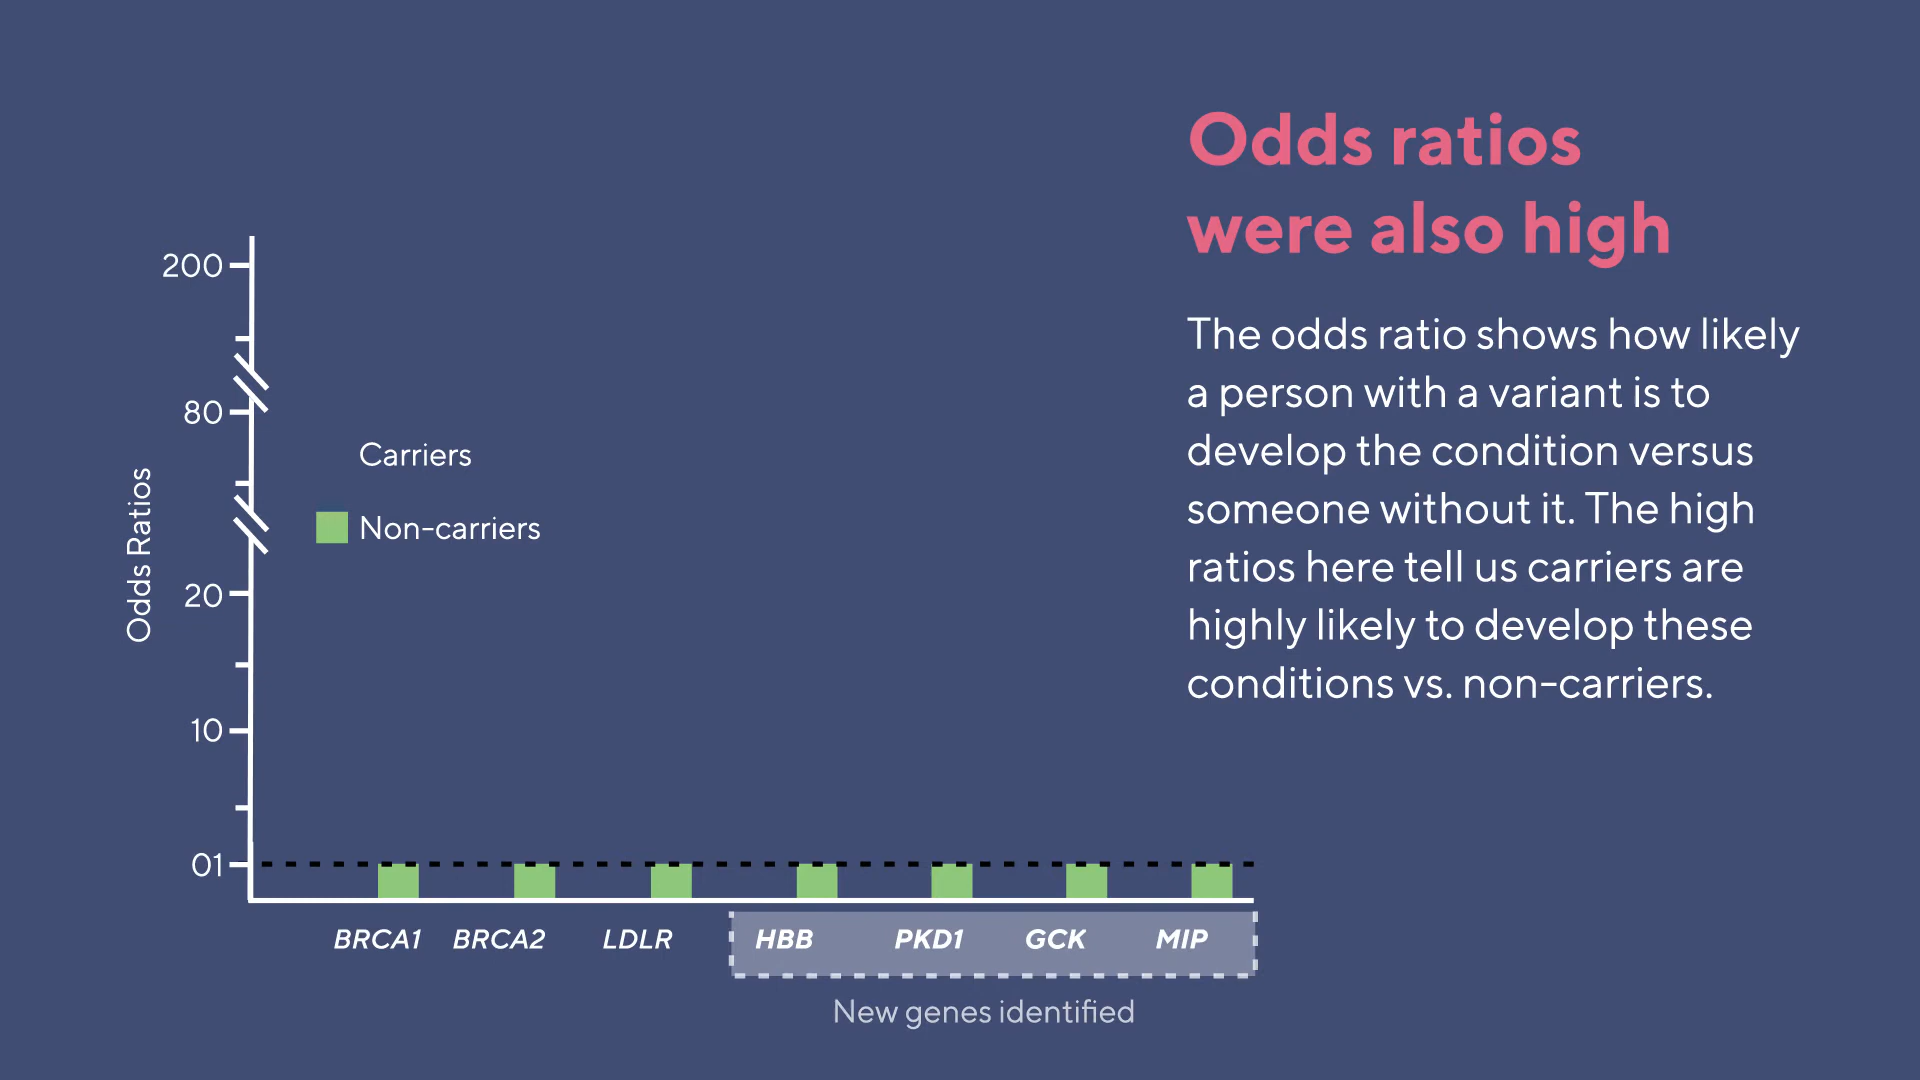 Odds ratios
were also high
The odds ratio shows how likely
a person with a variant is to
develop the condition versus
someone without it. The high
ratios here tell us carriers are
highly likely to develop these
conditions vs. non-carriers.
Odds Ratios
200
80
20
10
01
Carriers
Non-carriers
BRCA1 BRCA2 LDLR HBB PKD1 GCK MIP
New genes identified